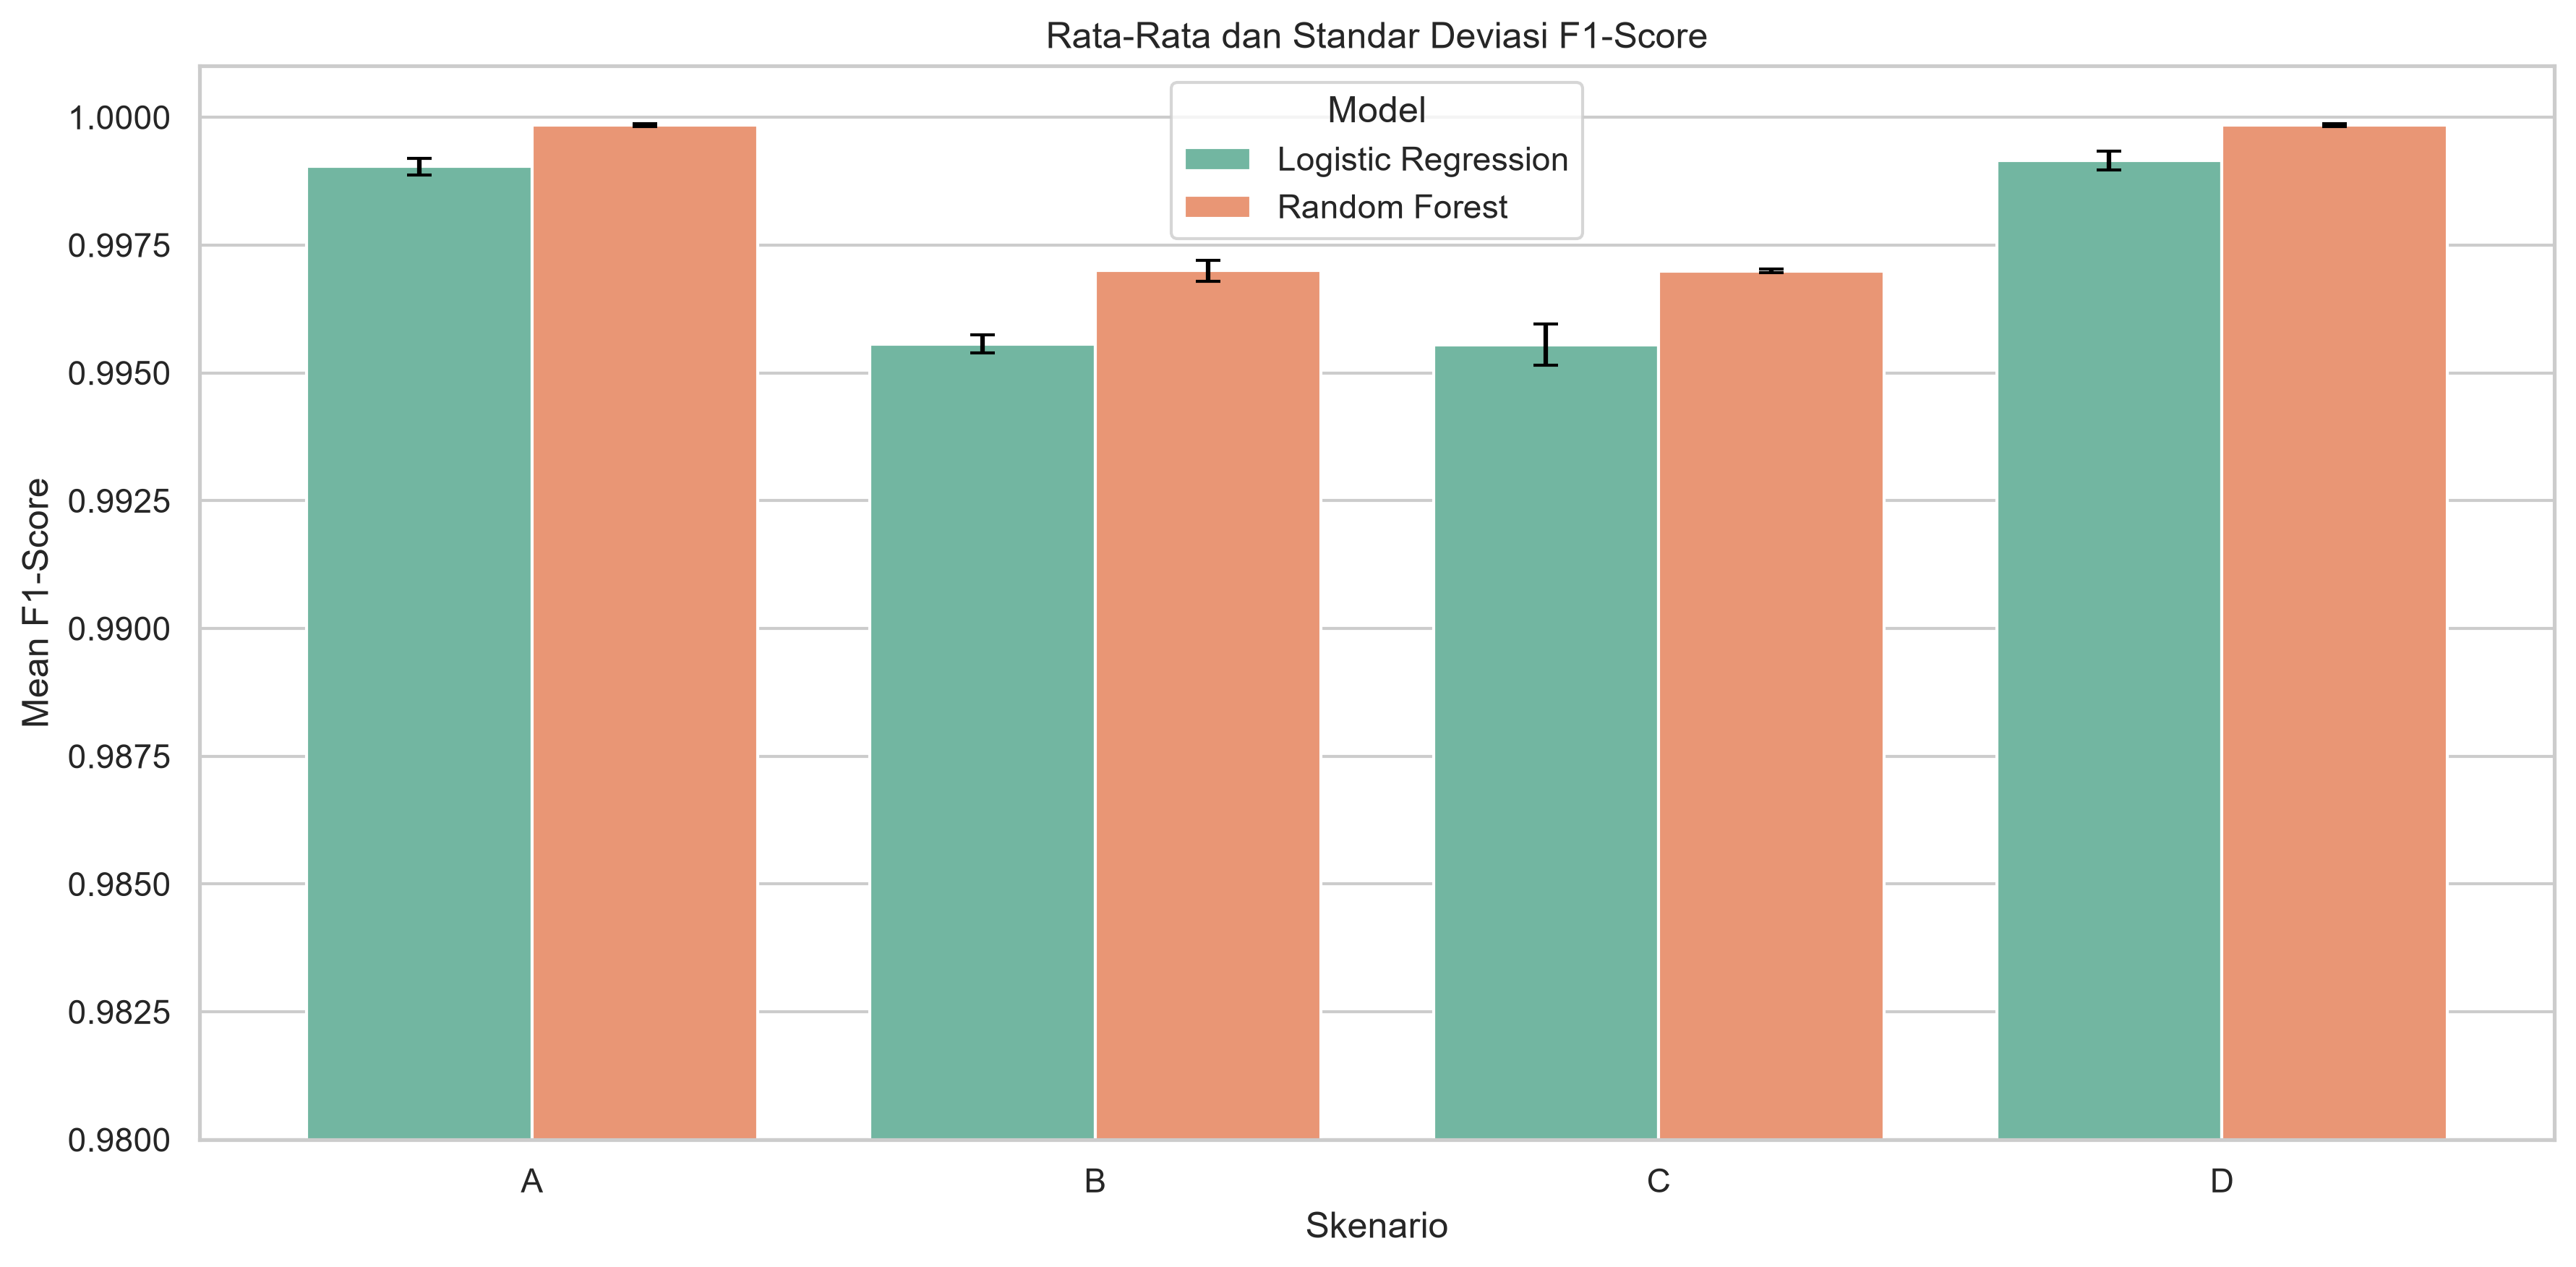 Rata-Rata dan Standar Deviasi F1-Score
Model
Logistic Regression
Random Forest
Mean F1-Score
1.0000
0.9975
0.9950
0.9925
0.9900
0.9875
0.9850
0.9825
0.9800
A B C D
Skenario